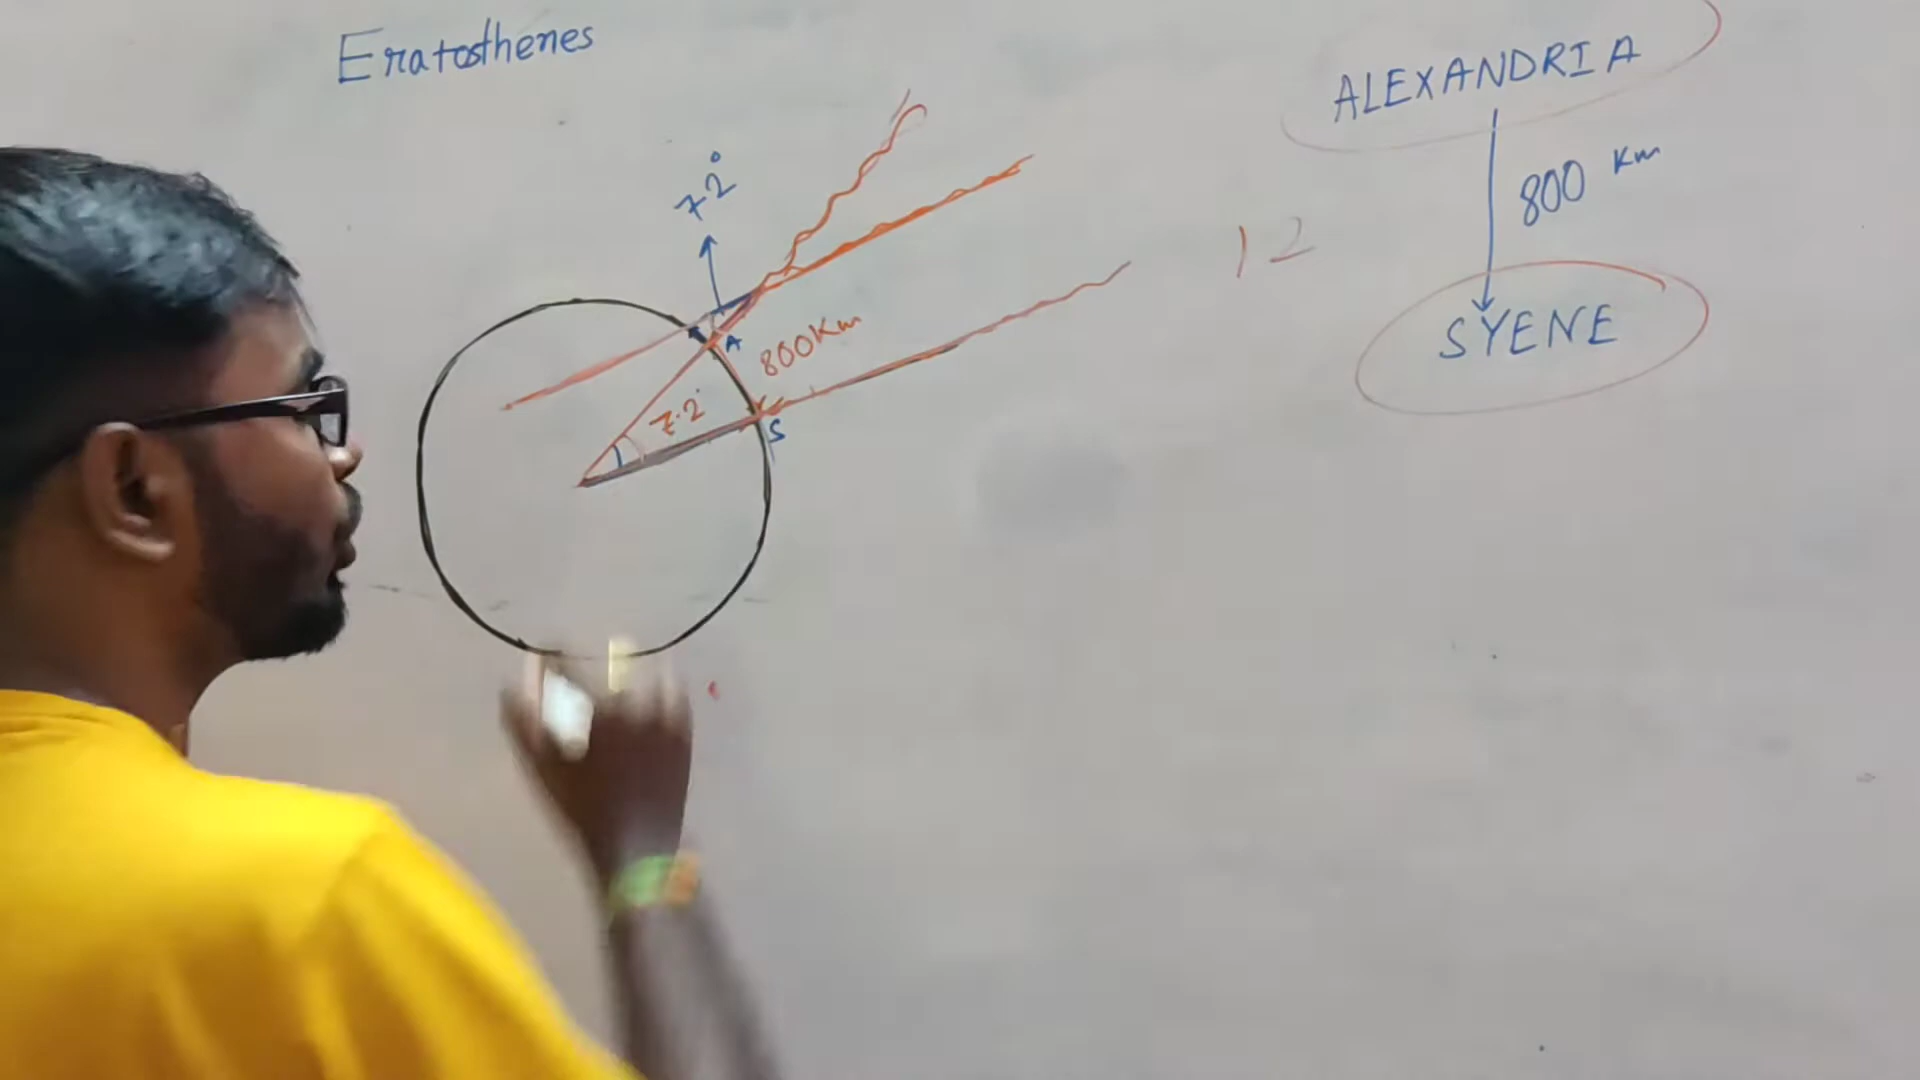 Eratosthenes
ALEXANDRIA
800 Km
SYENE
12
7.2°
A
800Km
7.2°
S